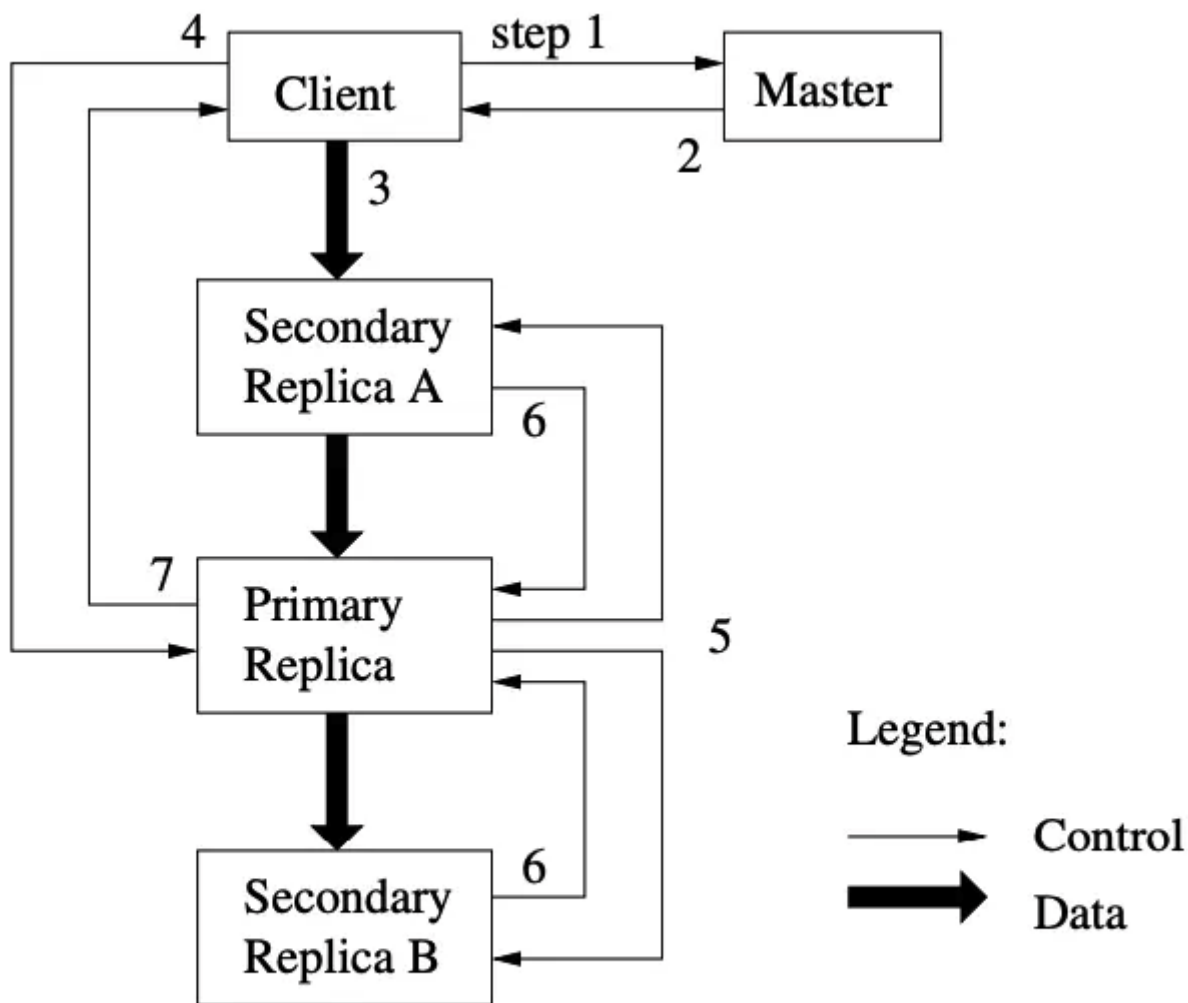 4
step 1
Client
Master
2
3
Secondary
Replica A
6
7
Primary
Replica
5
Legend:
Control
6
Secondary
Replica B
Data